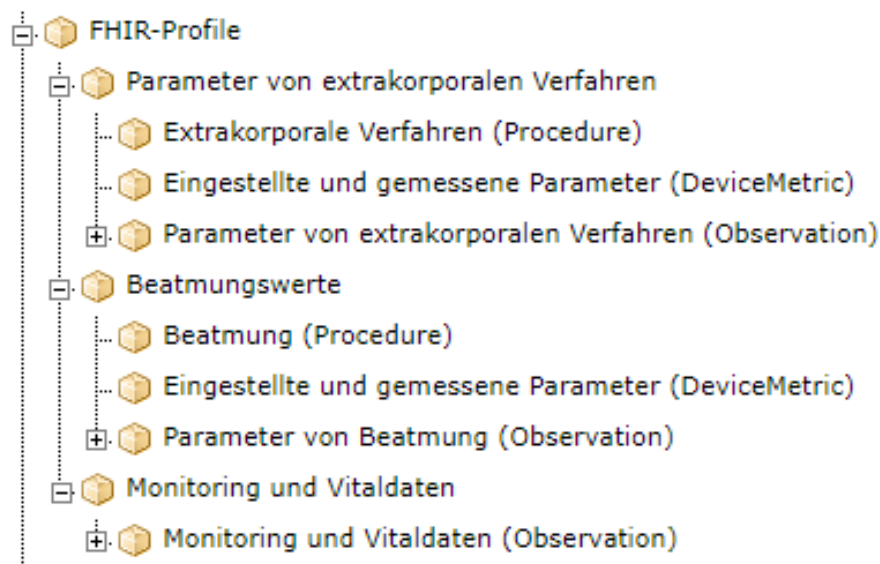 FHIR-Profile
Parameter von extrakorporalen Verfahren
Extrakorporale Verfahren (Procedure)
Eingestellte und gemessene Parameter (DeviceMetric)
Parameter von extrakorporalen Verfahren (Observation)
Beatmungswerte
Beatmung (Procedure)
Eingestellte und gemessene Parameter (DeviceMetric)
Parameter von Beatmung (Observation)
Monitoring und Vitaldaten
Monitoring und Vitaldaten (Observation)